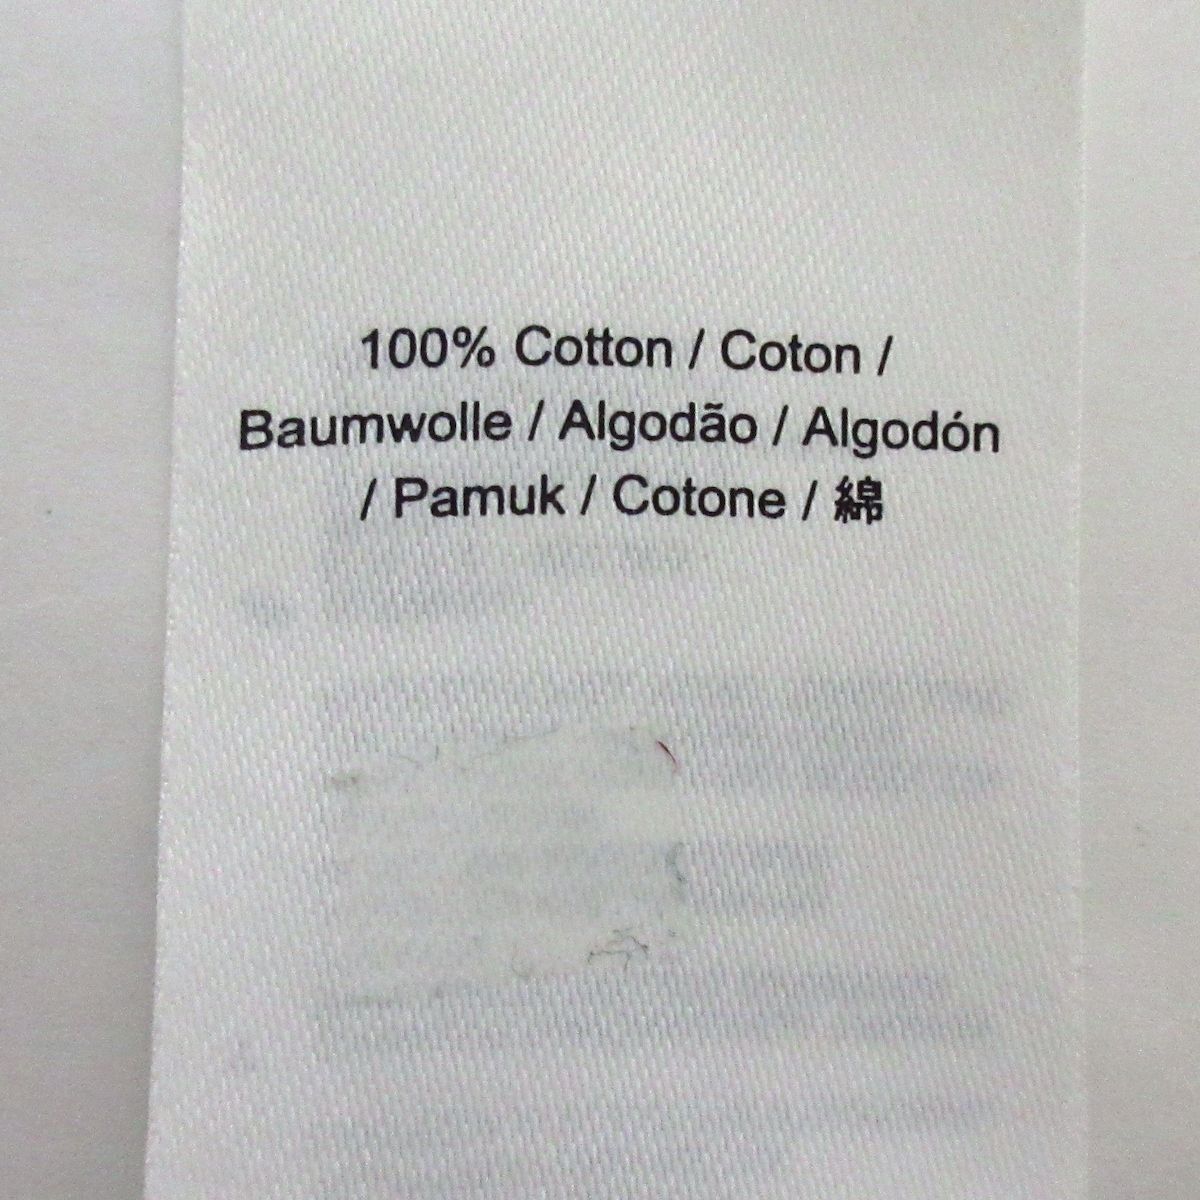 100% Cotton / Coton /
Baumwolle / Algodão / Algodón
/ Pamuk / Cotone / 綿